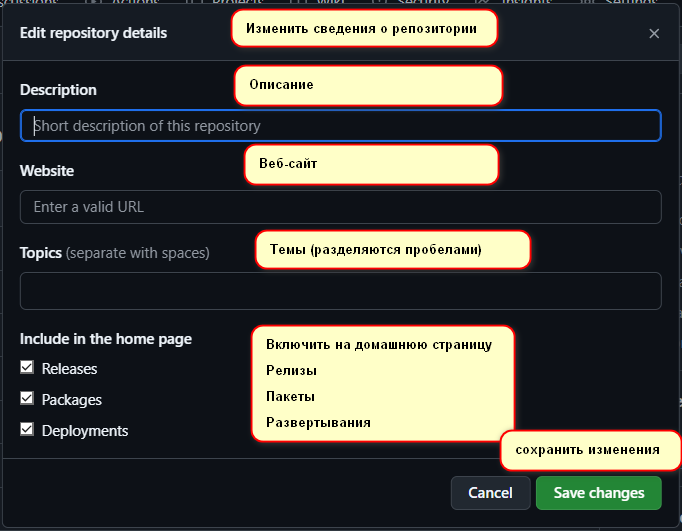 Edit repository details
Изменить сведения о репозитории
Description
Описание
Short description of this repository
Website
Веб-сайт
Enter a valid URL
Topics (separate with spaces)
Темы (разделяются пробелами)
Include in the home page
Включить на домашнюю страницу
Releases
Релизы
Packages
Пакеты
Deployments
Развертывания
сохранить изменения
Cancel
Save changes